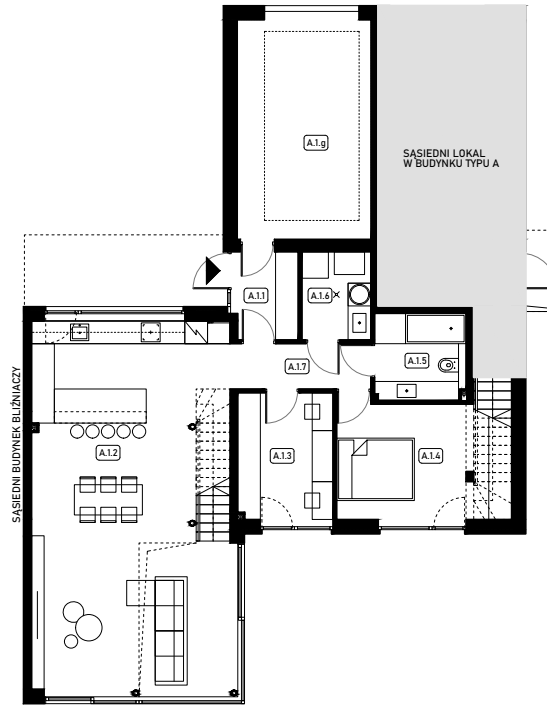 A.1.g
SĄSIEDNI LOKAL
W BUDYNKU TYPU A
A.1.1
A.1.6
A.1.5
A.1.7
SĄSIEDNI BUDYNEK BLIŹNIACZY
A.1.2
A.1.3
A.1.4